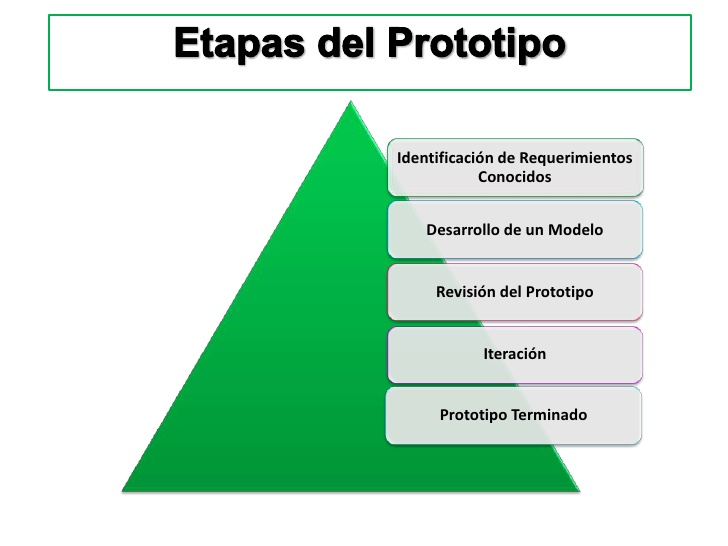 Etapas del Prototipo
Identificación de Requerimientos
Conocidos
Desarrollo de un Modelo
Revisión del Prototipo
Iteración
Prototipo Terminado